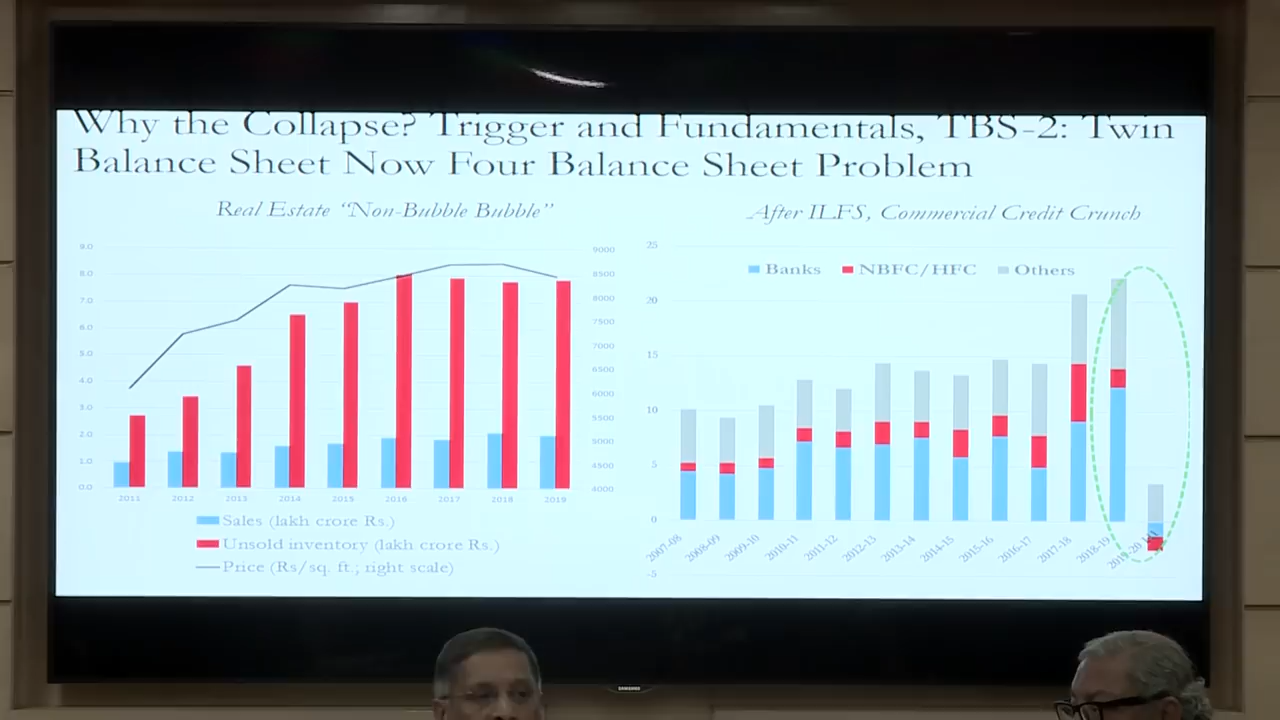 Why the Collapse? Trigger and Fundamentals, TBS-2: Twin
Balance Sheet Now Four Balance Sheet Problem
Real Estate “Non-Bubble Bubble”
9.0
8.0
7.0
6.0
5.0
4.0
3.0
2.0
1.0
0.0
9000
8500
8000
7500
7000
6500
6000
5500
5000
4500
4000
2011 2012 2013 2014 2015 2016 2017 2018 2019
Sales (lakh crore Rs.)
Unsold inventory (lakh crore Rs.)
Price (Rs/sq. ft.; right scale)
After ILFS, Commercial Credit Crunch
Banks NBFC/HFC Others
25
20
15
10
5
0
-5
2007-08 2008-09 2009-10 2010-11 2011-12 2012-13 2013-14 2014-15 2015-16 2016-17 2017-18 2018-19 2019-20
SAMSUNG